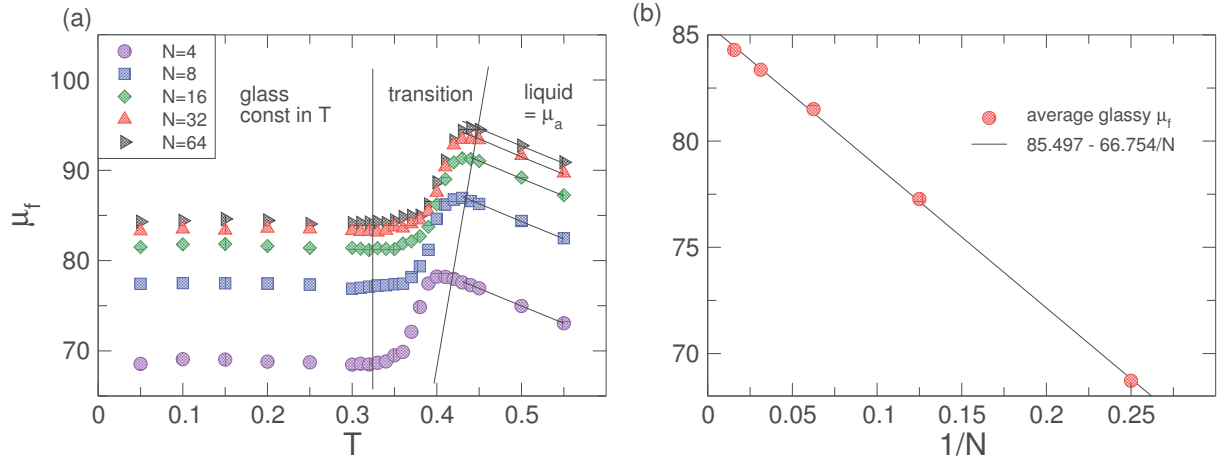 (a)
N=4
N=8
N=16
N=32
N=64
glass
const in T
transition
liquid
= μₐ
μf
100
90
80
70
0
0.1
0.2
0.3
0.4
0.5
T
(b)
85
80
75
70
average glassy μf
85.497 - 66.754/N
0
0.05
0.1
0.15
0.2
0.25
1/N